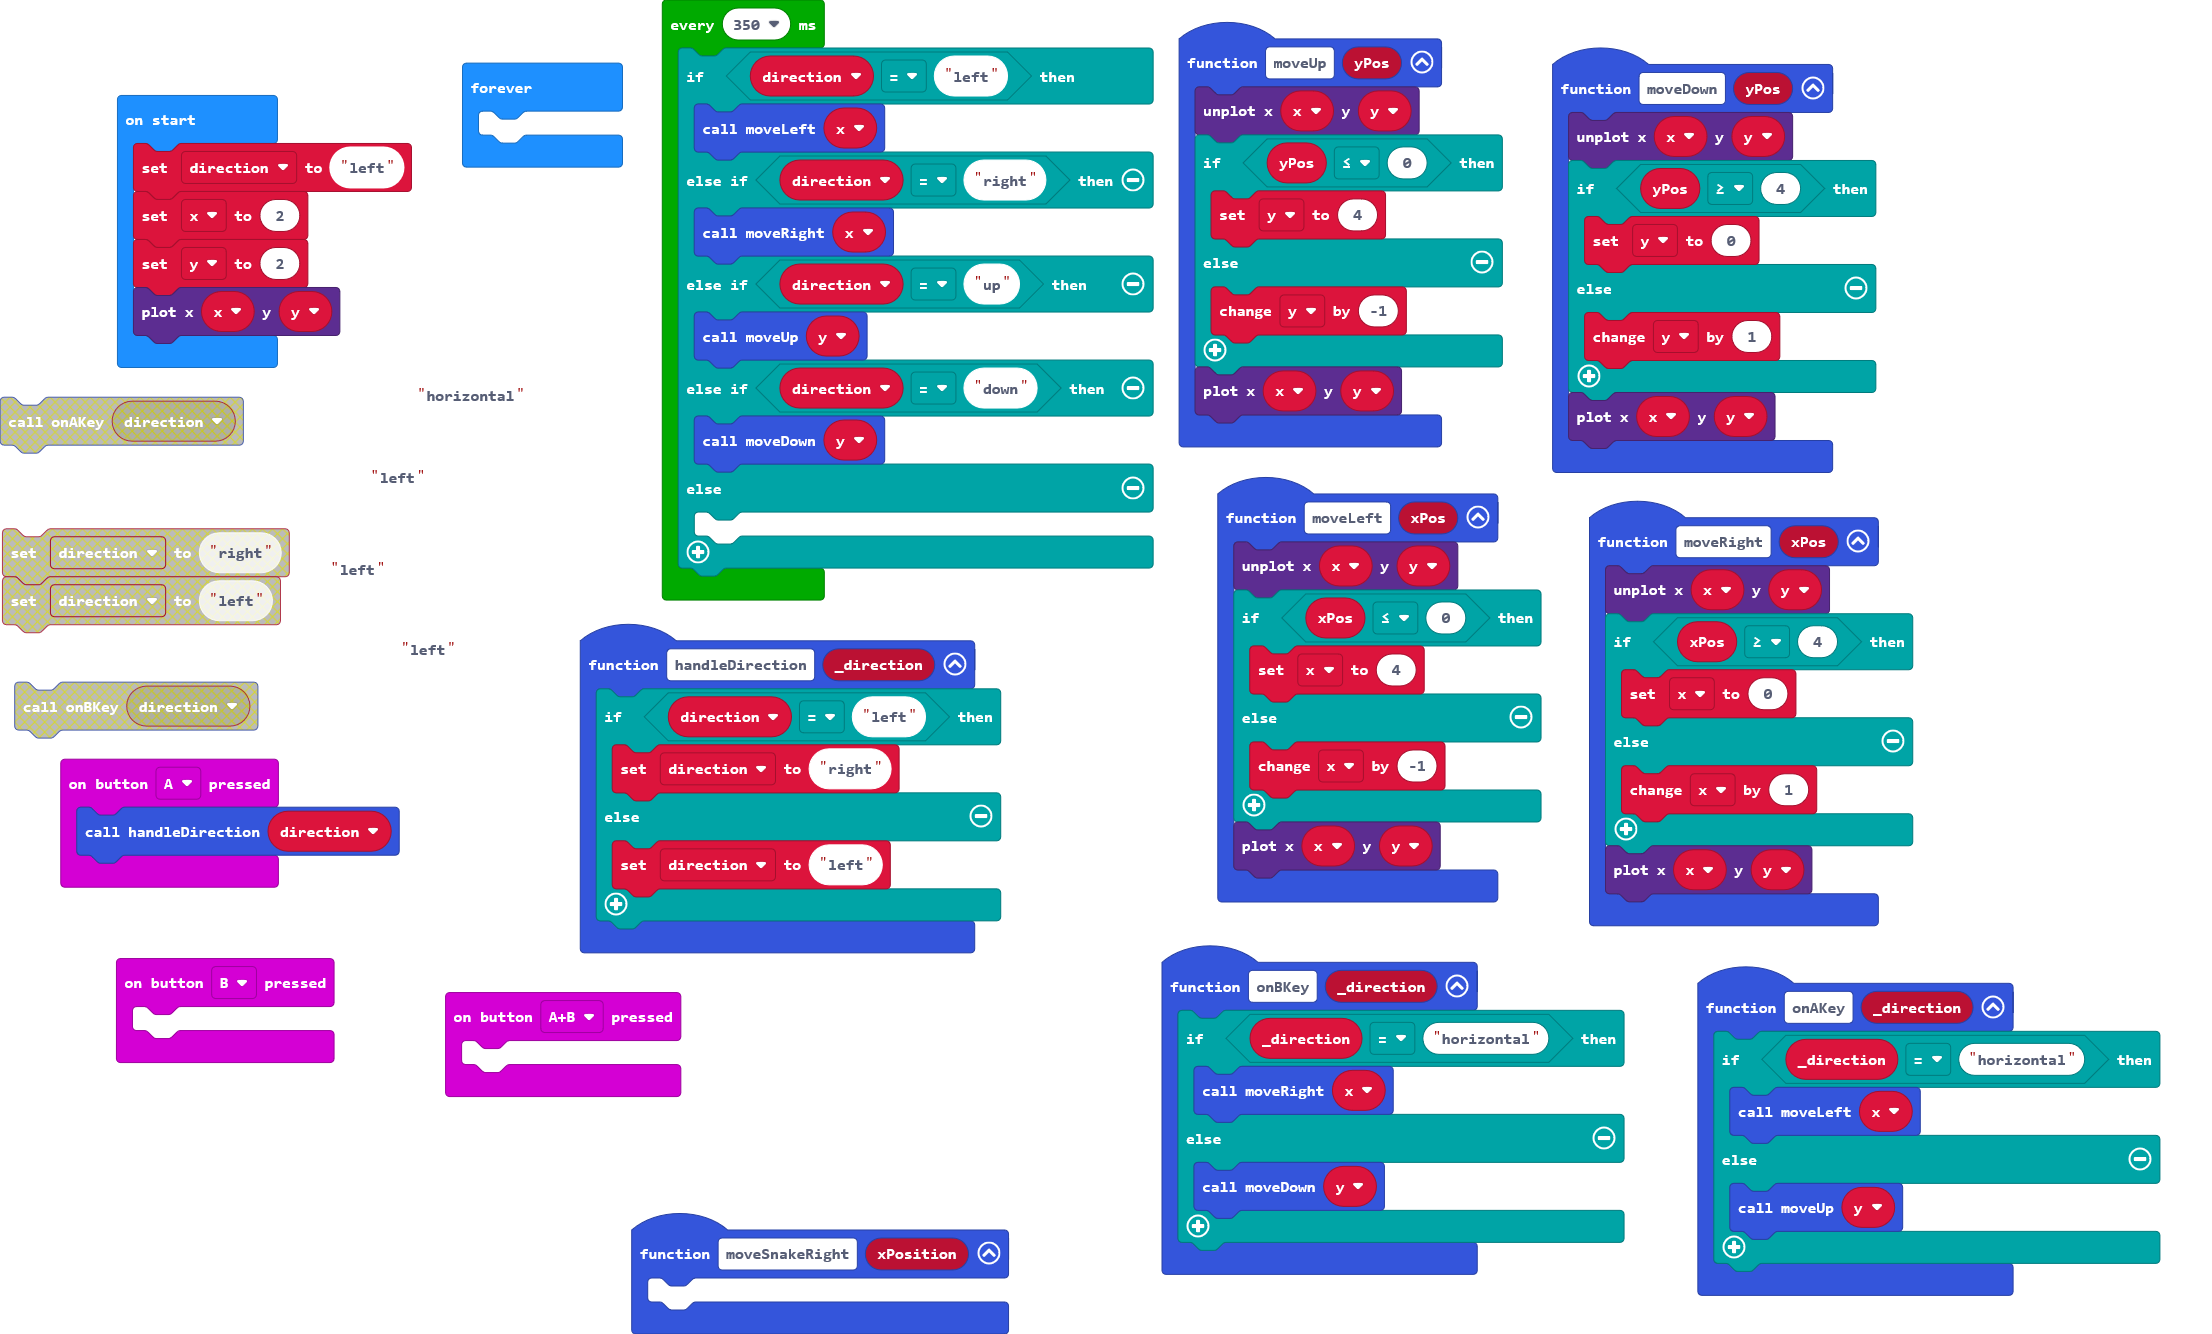 on start
set direction to "left"
set x to 2
set y to 2
plot x x y y
forever
every 350 ms
if direction = "left" then
call moveLeft x
else if direction = "right" then
call moveRight x
else if direction = "up" then
call moveUp y
else if direction = "down" then
call moveDown y
else
function moveUp yPos
unplot x x y y
if yPos ≤ 0 then
set y to 4
else
change y by -1
plot x x y y
function moveDown yPos
unplot x x y y
if yPos ≥ 4 then
set y to 0
else
change y by 1
plot x x y y
"horizontal"
call onAKey direction
"left"
set direction to "right"
set direction to "left"
"left"
"left"
call onBKey direction
function moveLeft xPos
unplot x x y y
if xPos ≤ 0 then
set x to 4
else
change x by -1
plot x x y y
function moveRight xPos
unplot x x y y
if xPos ≥ 4 then
set x to 0
else
change x by 1
plot x x y y
function handleDirection _direction
if direction = "left" then
set direction to "right"
else
set direction to "left"
on button A pressed
call handleDirection direction
on button B pressed
on button A+B pressed
function onBKey _direction
if _direction = "horizontal" then
call moveRight x
else
call moveDown y
function onAKey _direction
if _direction = "horizontal" then
call moveLeft x
else
call moveUp y
function moveSnakeRight xPosition